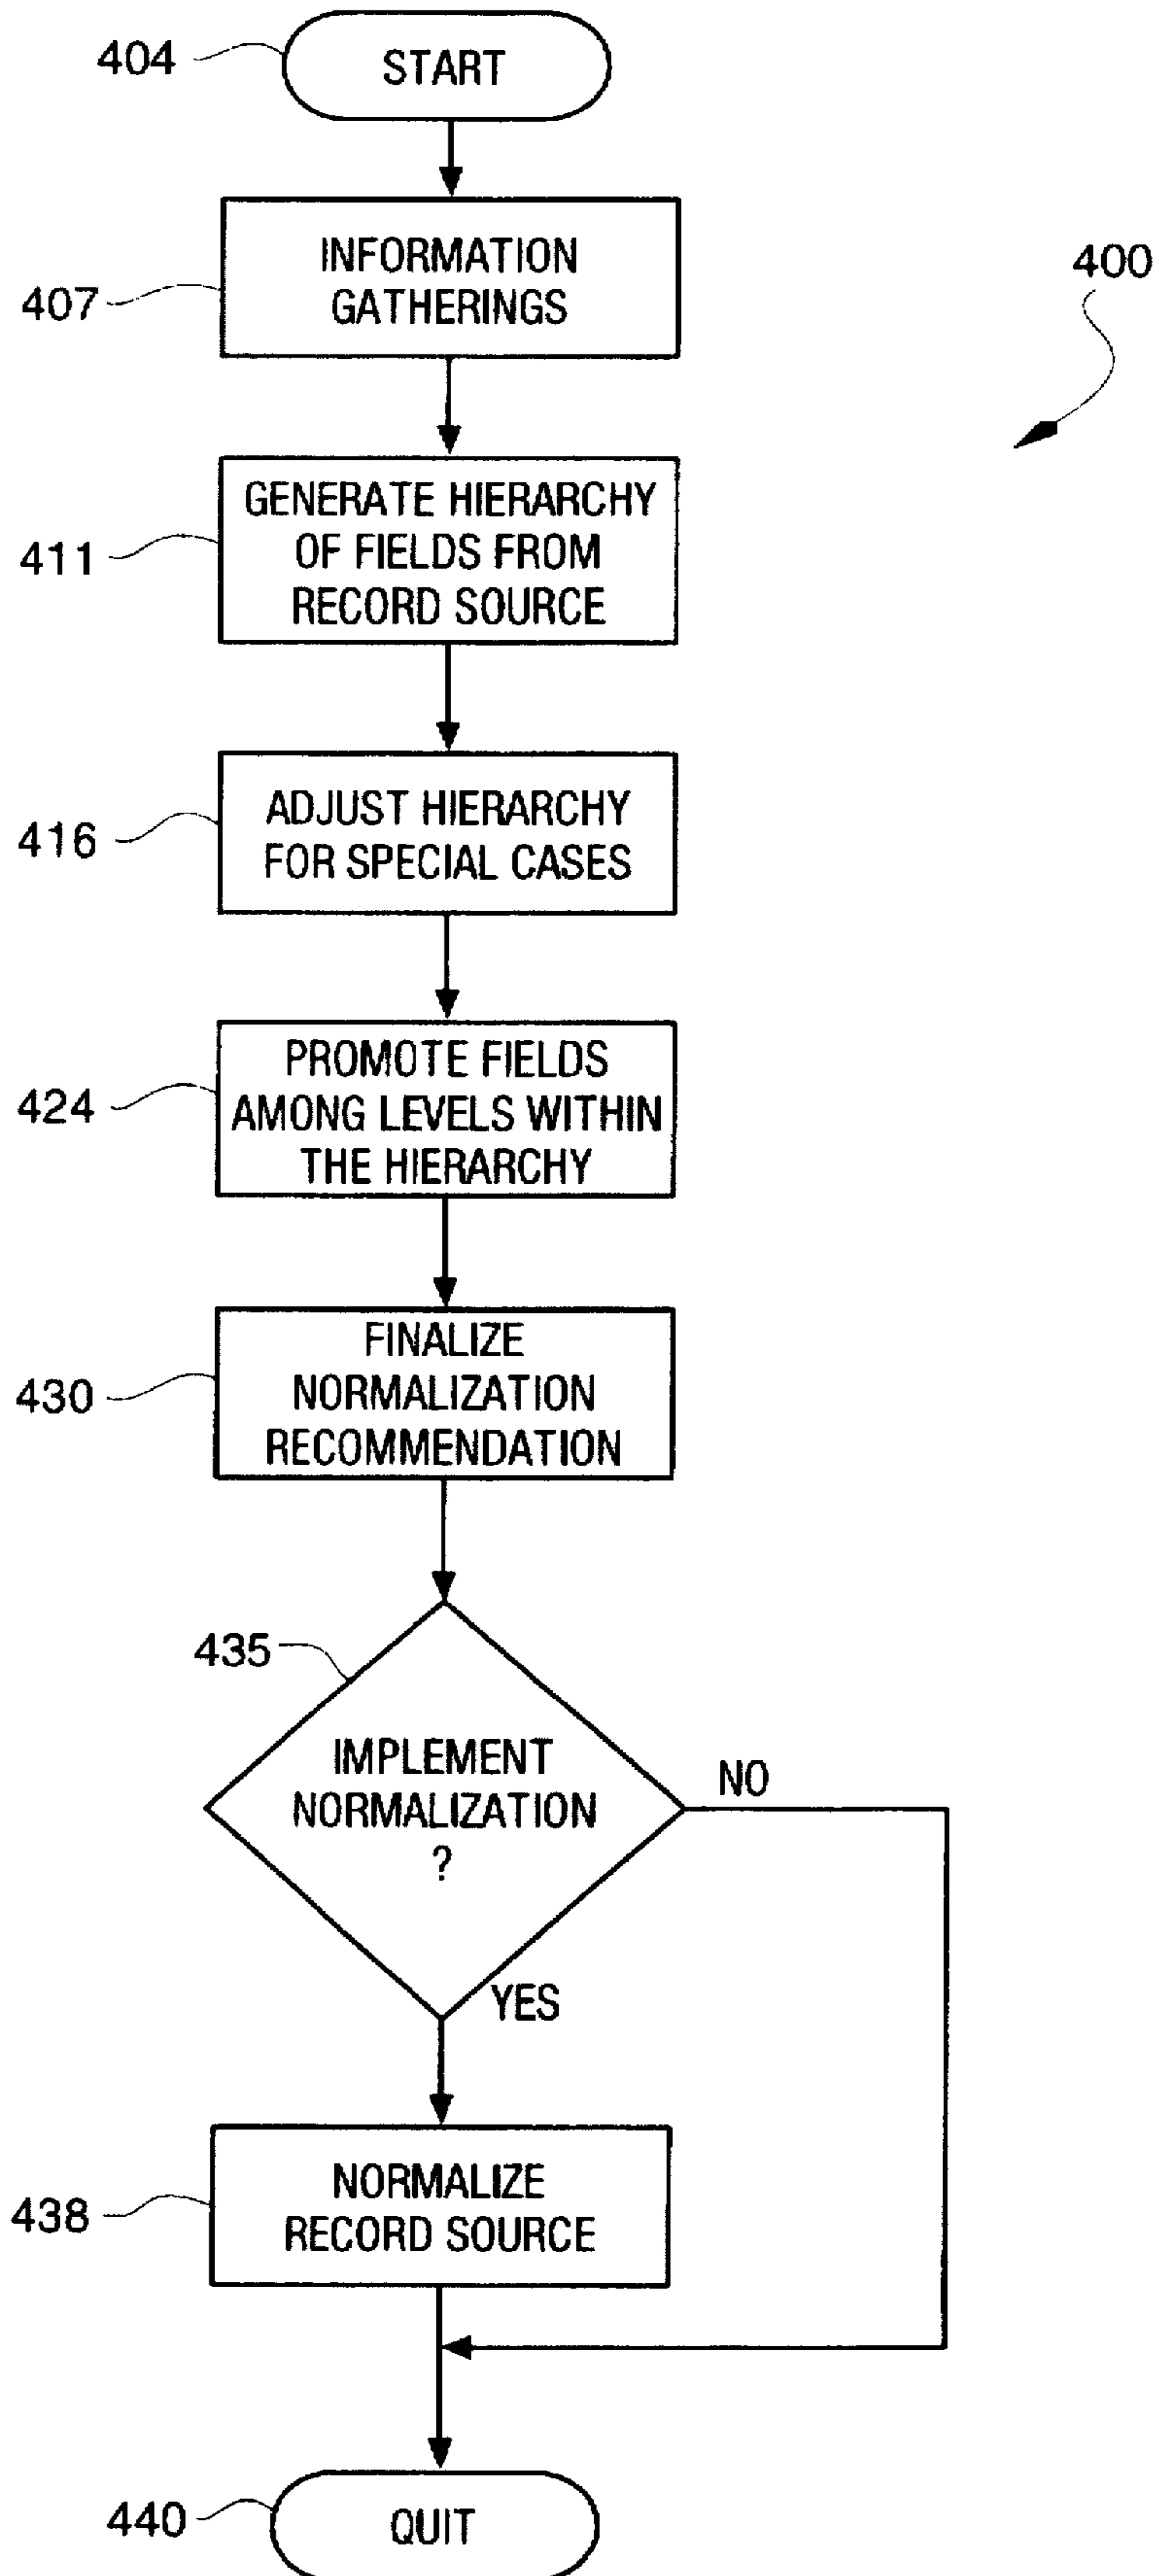 404
START
INFORMATION
GATHERINGS
407
400
GENERATE HIERARCHY
OF FIELDS FROM
RECORD SOURCE
411
ADJUST HIERARCHY
FOR SPECIAL CASES
416
PROMOTE FIELDS
AMONG LEVELS WITHIN
THE HIERARCHY
424
FINALIZE
NORMALIZATION
RECOMMENDATION
430
435
IMPLEMENT
NORMALIZATION
?
NO
YES
NORMALIZE
RECORD SOURCE
438
440
QUIT